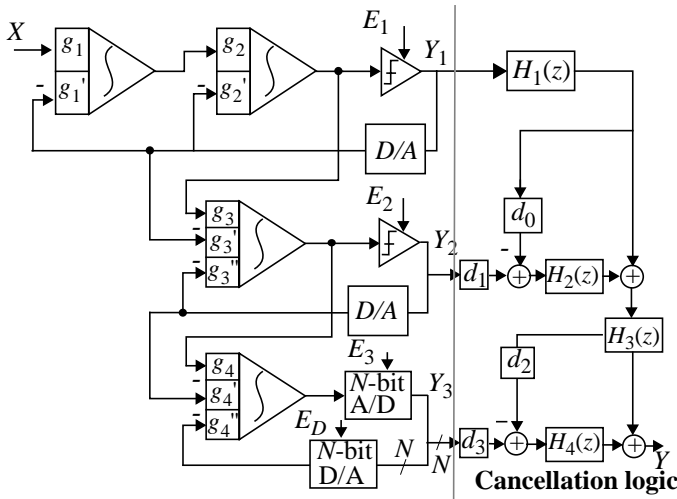 X
g1
g1'
-
g2
g2'
-
E1
Y1
H1(z)
D/A
d0
-
g3
g3'
g3"
-
-
E2
Y2
D/A
d1
H2(z)
H3(z)
g4
g4'
g4"
-
-
E3
N-bit
A/D
Y3
ED
N-bit
D/A
N
N
d2
-
d3
H4(z)
Y
Cancellation logic